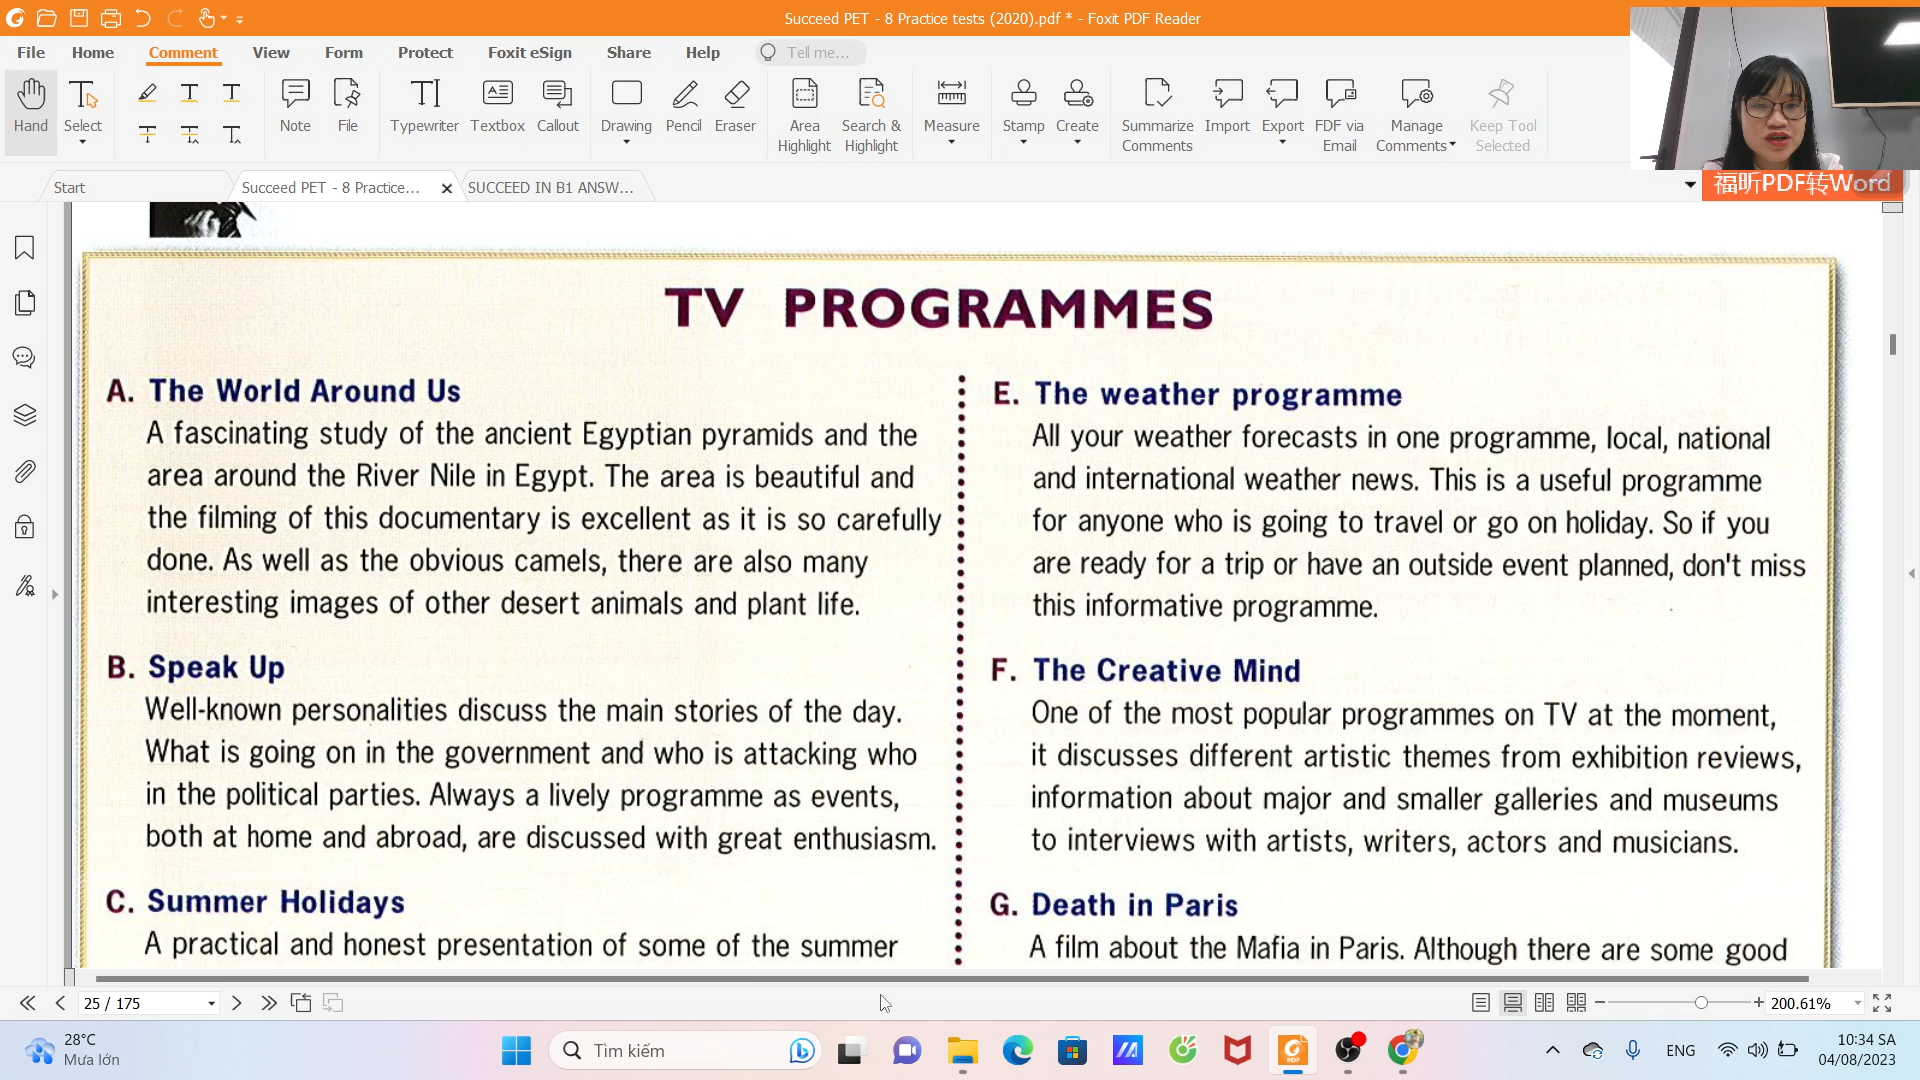 Succeed PET - 8 Practice tests (2020).pdf * - Foxit PDF Reader
File Home Comment View Form Protect Foxit eSign Share Help Tell me...
Hand Select Note File Typewriter Textbox Callout Drawing Pencil Eraser Area Highlight Search & Highlight Measure Stamp Create Summarize Comments Import Export FDF via Email Manage Comments Keep Tool Selected
Start Succeed PET - 8 Practice... SUCCEED IN B1 ANSW...
福昕PDF转Word
TV PROGRAMMES
A. The World Around Us
A fascinating study of the ancient Egyptian pyramids and the
area around the River Nile in Egypt. The area is beautiful and
the filming of this documentary is excellent as it is so carefully
done. As well as the obvious camels, there are also many
interesting images of other desert animals and plant life.
B. Speak Up
Well-known personalities discuss the main stories of the day.
What is going on in the government and who is attacking who
in the political parties. Always a lively programme as events,
both at home and abroad, are discussed with great enthusiasm.
C. Summer Holidays
A practical and honest presentation of some of the summer
E. The weather programme
All your weather forecasts in one programme, local, national
and international weather news. This is a useful programme
for anyone who is going to travel or go on holiday. So if you
are ready for a trip or have an outside event planned, don't miss
this informative programme.
F. The Creative Mind
One of the most popular programmes on TV at the moment,
it discusses different artistic themes from exhibition reviews,
information about major and smaller galleries and museums
to interviews with artists, writers, actors and musicians.
G. Death in Paris
A film about the Mafia in Paris. Although there are some good
25 / 175
200.61%
28°C
Mưa lớn
Tìm kiếm
PDF
ENG
10:34 SA
04/08/2023